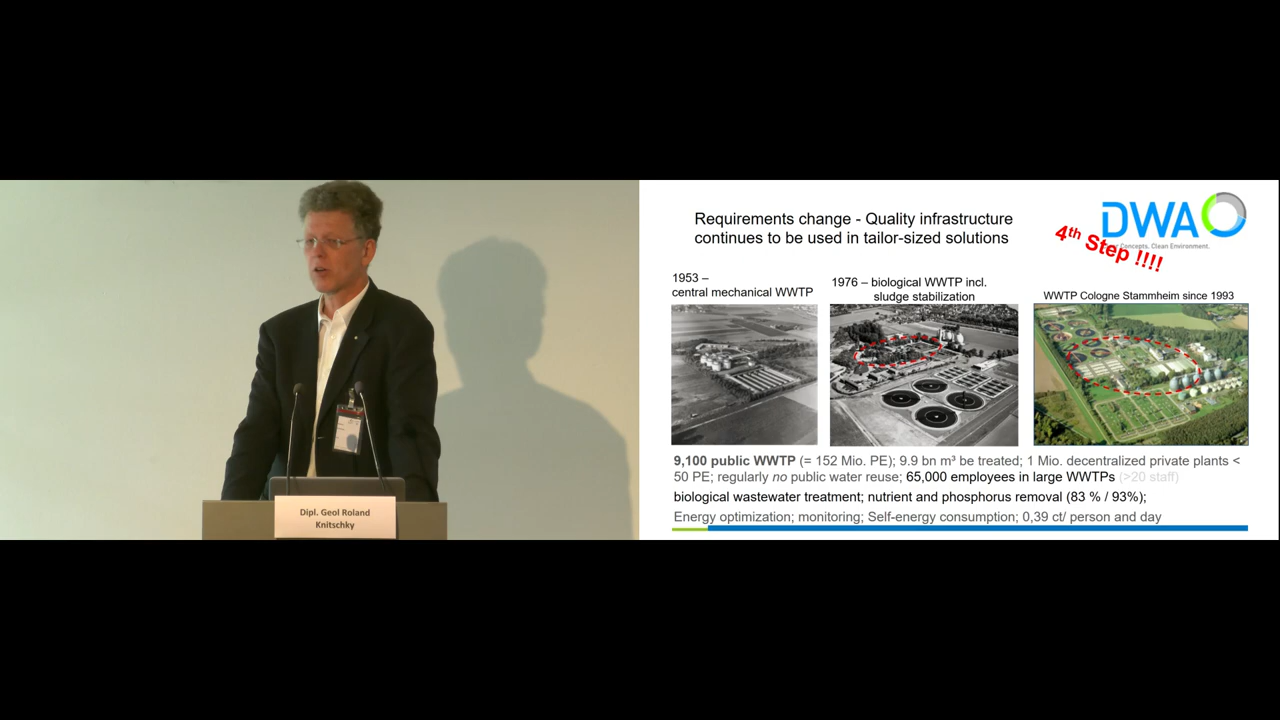 Dipl. Geol Roland
Knitschky
Requirements change - Quality infrastructure
continues to be used in tailor-sized solutions
DWA
Concepts, Clean Environment.
4th Step !!!!
1953 –
central mechanical WWTP
1976 – biological WWTP incl.
sludge stabilization
WWTP Cologne Stammheim since 1993
9,100 public WWTP (= 152 Mio. PE); 9.9 bn m³ be treated; 1 Mio. decentralized private plants <
50 PE; regularly no public water reuse; 65,000 employees in large WWTPs (>20 staff)
biological wastewater treatment; nutrient and phosphorus removal (83 % / 93%);
Energy optimization; monitoring; Self-energy consumption; 0,39 ct/ person and day